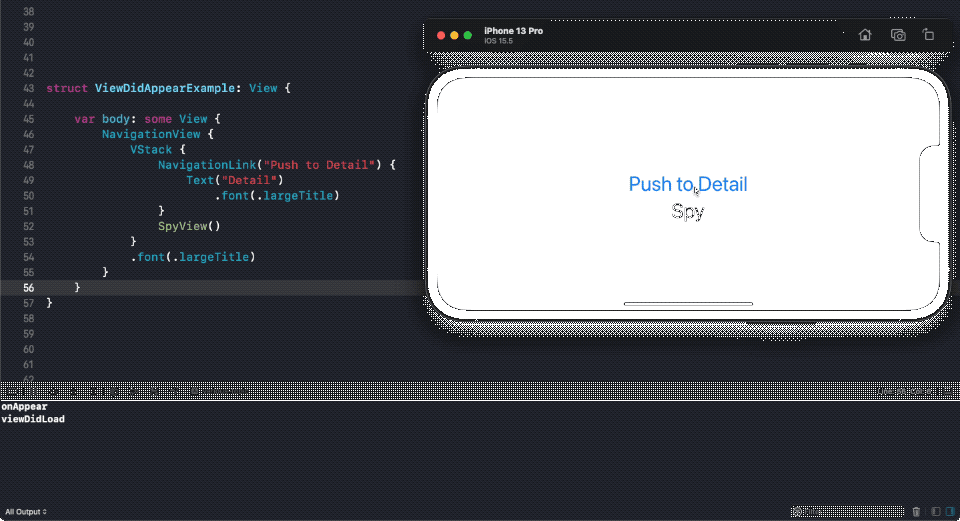 38
39
40
41
42
43 struct ViewDidAppearExample: View {
44
45 var body: some View {
46 NavigationView {
47 VStack {
48 NavigationLink("Push to Detail") {
49 Text("Detail")
50 .font(.largeTitle)
51 }
52 SpyView()
53 }
54 .font(.largeTitle)
55 }
56 }
57 }
58
59
60
61
62
iPhone 13 Pro
iOS 15.5
Push to Detail
Spy
onAppear
viewDidLoad
All Output